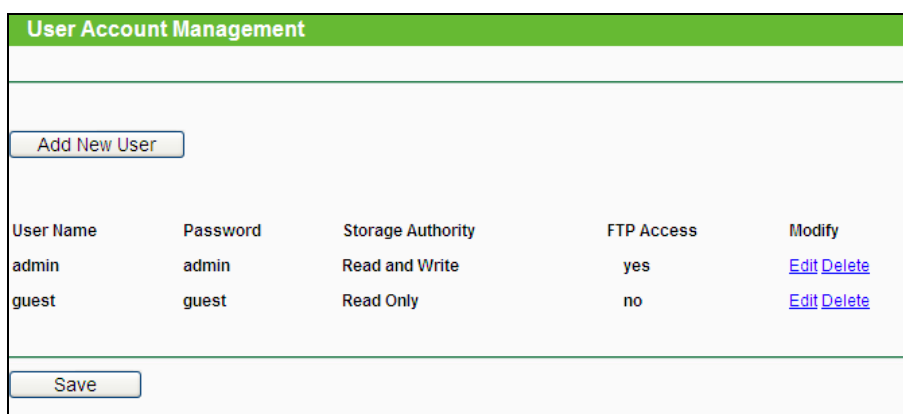 User Account Management
Add New User
User Name Password Storage Authority FTP Access Modify
admin admin Read and Write yes Edit Delete
guest guest Read Only no Edit Delete
Save